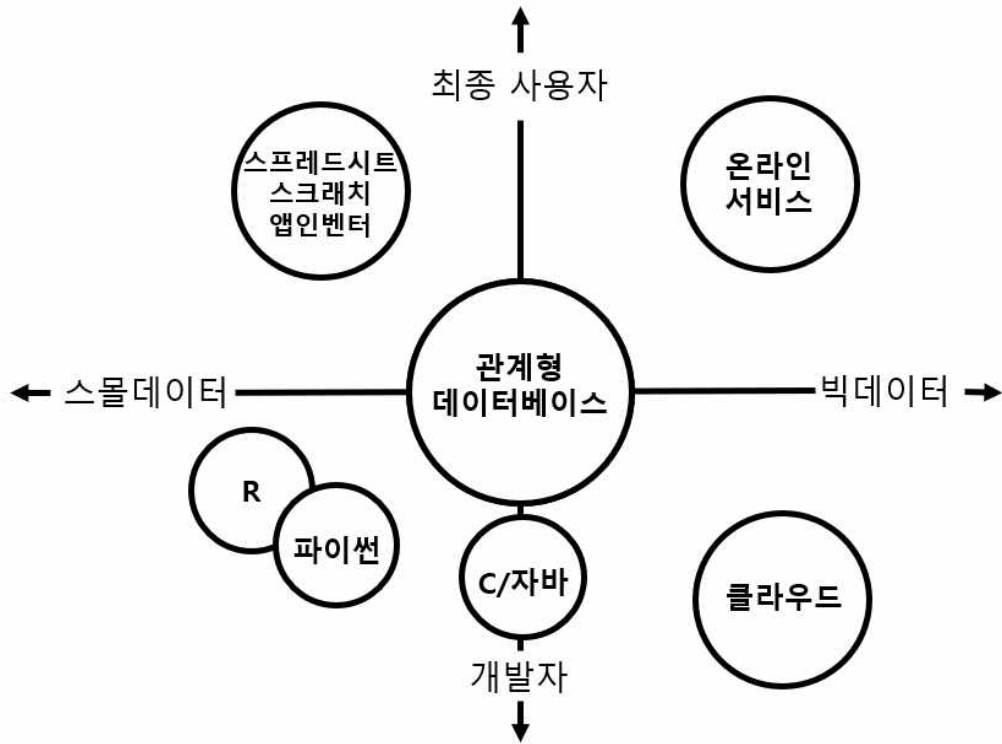 최종 사용자
스프레드시트
스크래치
앱인벤터
온라인
서비스
관계형
데이터베이스
스몰데이터
빅데이터
R
파이썬
C/자바
클라우드
개발자